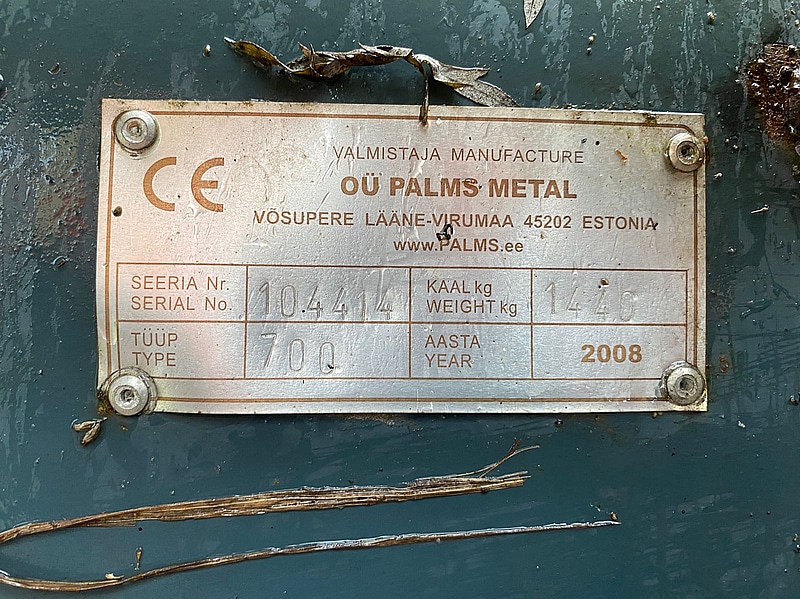 CE
VALMISTAJA MANUFACTURE
OÜ PALMS METAL
VÕSUPERE LÄÄNE-VIRUMAA 45202 ESTONIA
www.PALMS.ee
SEERIA Nr. 104414 KAAL kg 1440
SERIAL No. WEIGHT kg
TÜÜP 700 AASTA 2008
TYPE YEAR